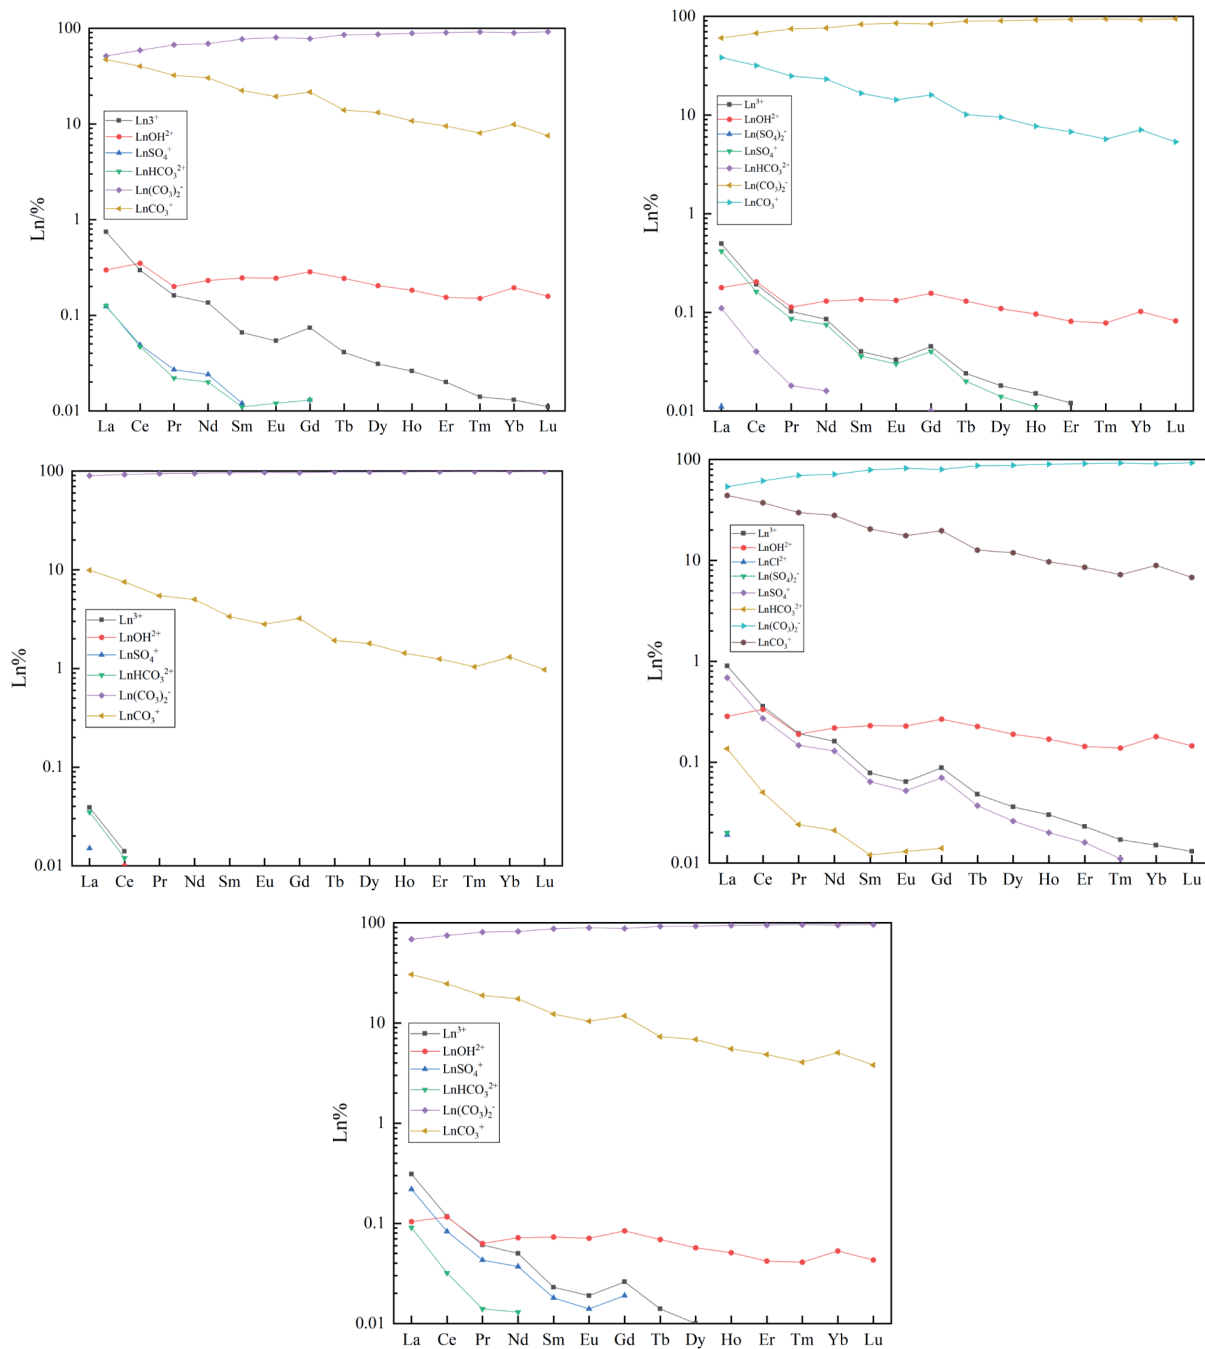 100
10
1
0.1
0.01
Ln/%
Ln3⁺
LnOH²⁺
LnSO₄⁺
LnHCO₃²⁺
Ln(CO₃)₂⁻
LnCO₃⁺
La Ce Pr Nd Sm Eu Gd Tb Dy Ho Er Tm Yb Lu
100
10
1
0.1
0.01
Ln%
Ln³⁺
LnOH²⁺
Ln(SO₄)₂⁻
LnSO₄⁺
LnHCO₃²⁺
Ln(CO₃)₂⁻
LnCO₃⁺
La Ce Pr Nd Sm Eu Gd Tb Dy Ho Er Tm Yb Lu
100
10
1
0.1
0.01
Ln%
Ln³⁺
LnOH²⁺
LnSO₄⁺
LnHCO₃²⁺
Ln(CO₃)₂⁻
LnCO₃⁺
La Ce Pr Nd Sm Eu Gd Tb Dy Ho Er Tm Yb Lu
100
10
1
0.1
0.01
Ln%
Ln³⁺
LnOH²⁺
LnCl²⁺
Ln(SO₄)₂⁻
LnSO₄⁺
LnHCO₃²⁺
Ln(CO₃)₂⁻
LnCO₃⁺
La Ce Pr Nd Sm Eu Gd Tb Dy Ho Er Tm Yb Lu
100
10
1
0.1
0.01
Ln%
Ln³⁺
LnOH²⁺
LnSO₄⁺
LnHCO₃²⁺
Ln(CO₃)₂⁻
LnCO₃⁺
La Ce Pr Nd Sm Eu Gd Tb Dy Ho Er Tm Yb Lu